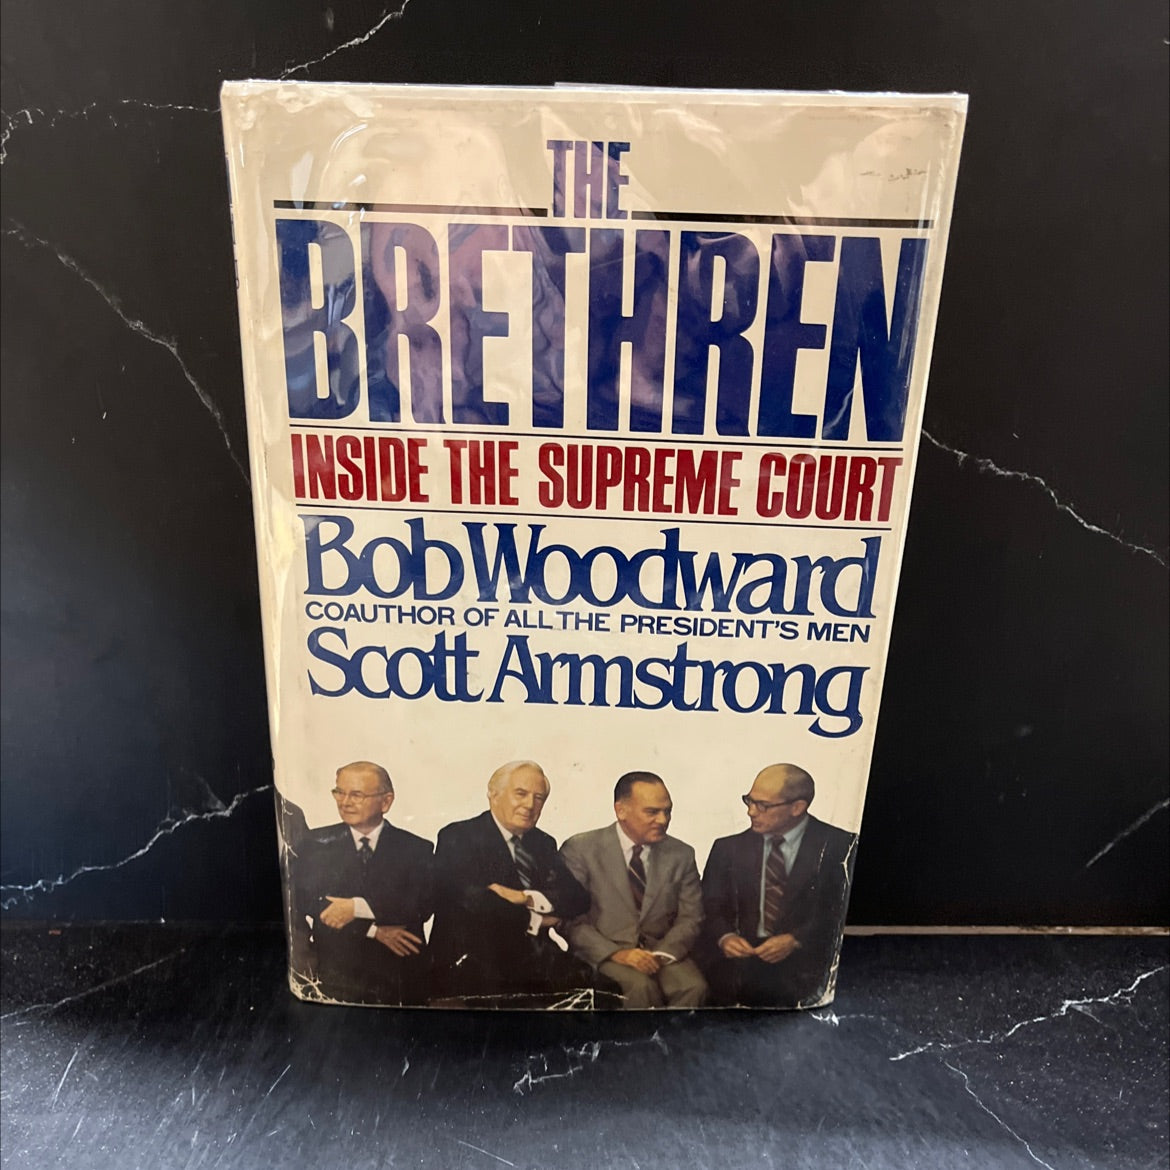 THE
BRETHREN
INSIDE THE SUPREME COURT
Bob Woodward
COAUTHOR OF ALL THE PRESIDENT'S MEN
Scott Armstrong